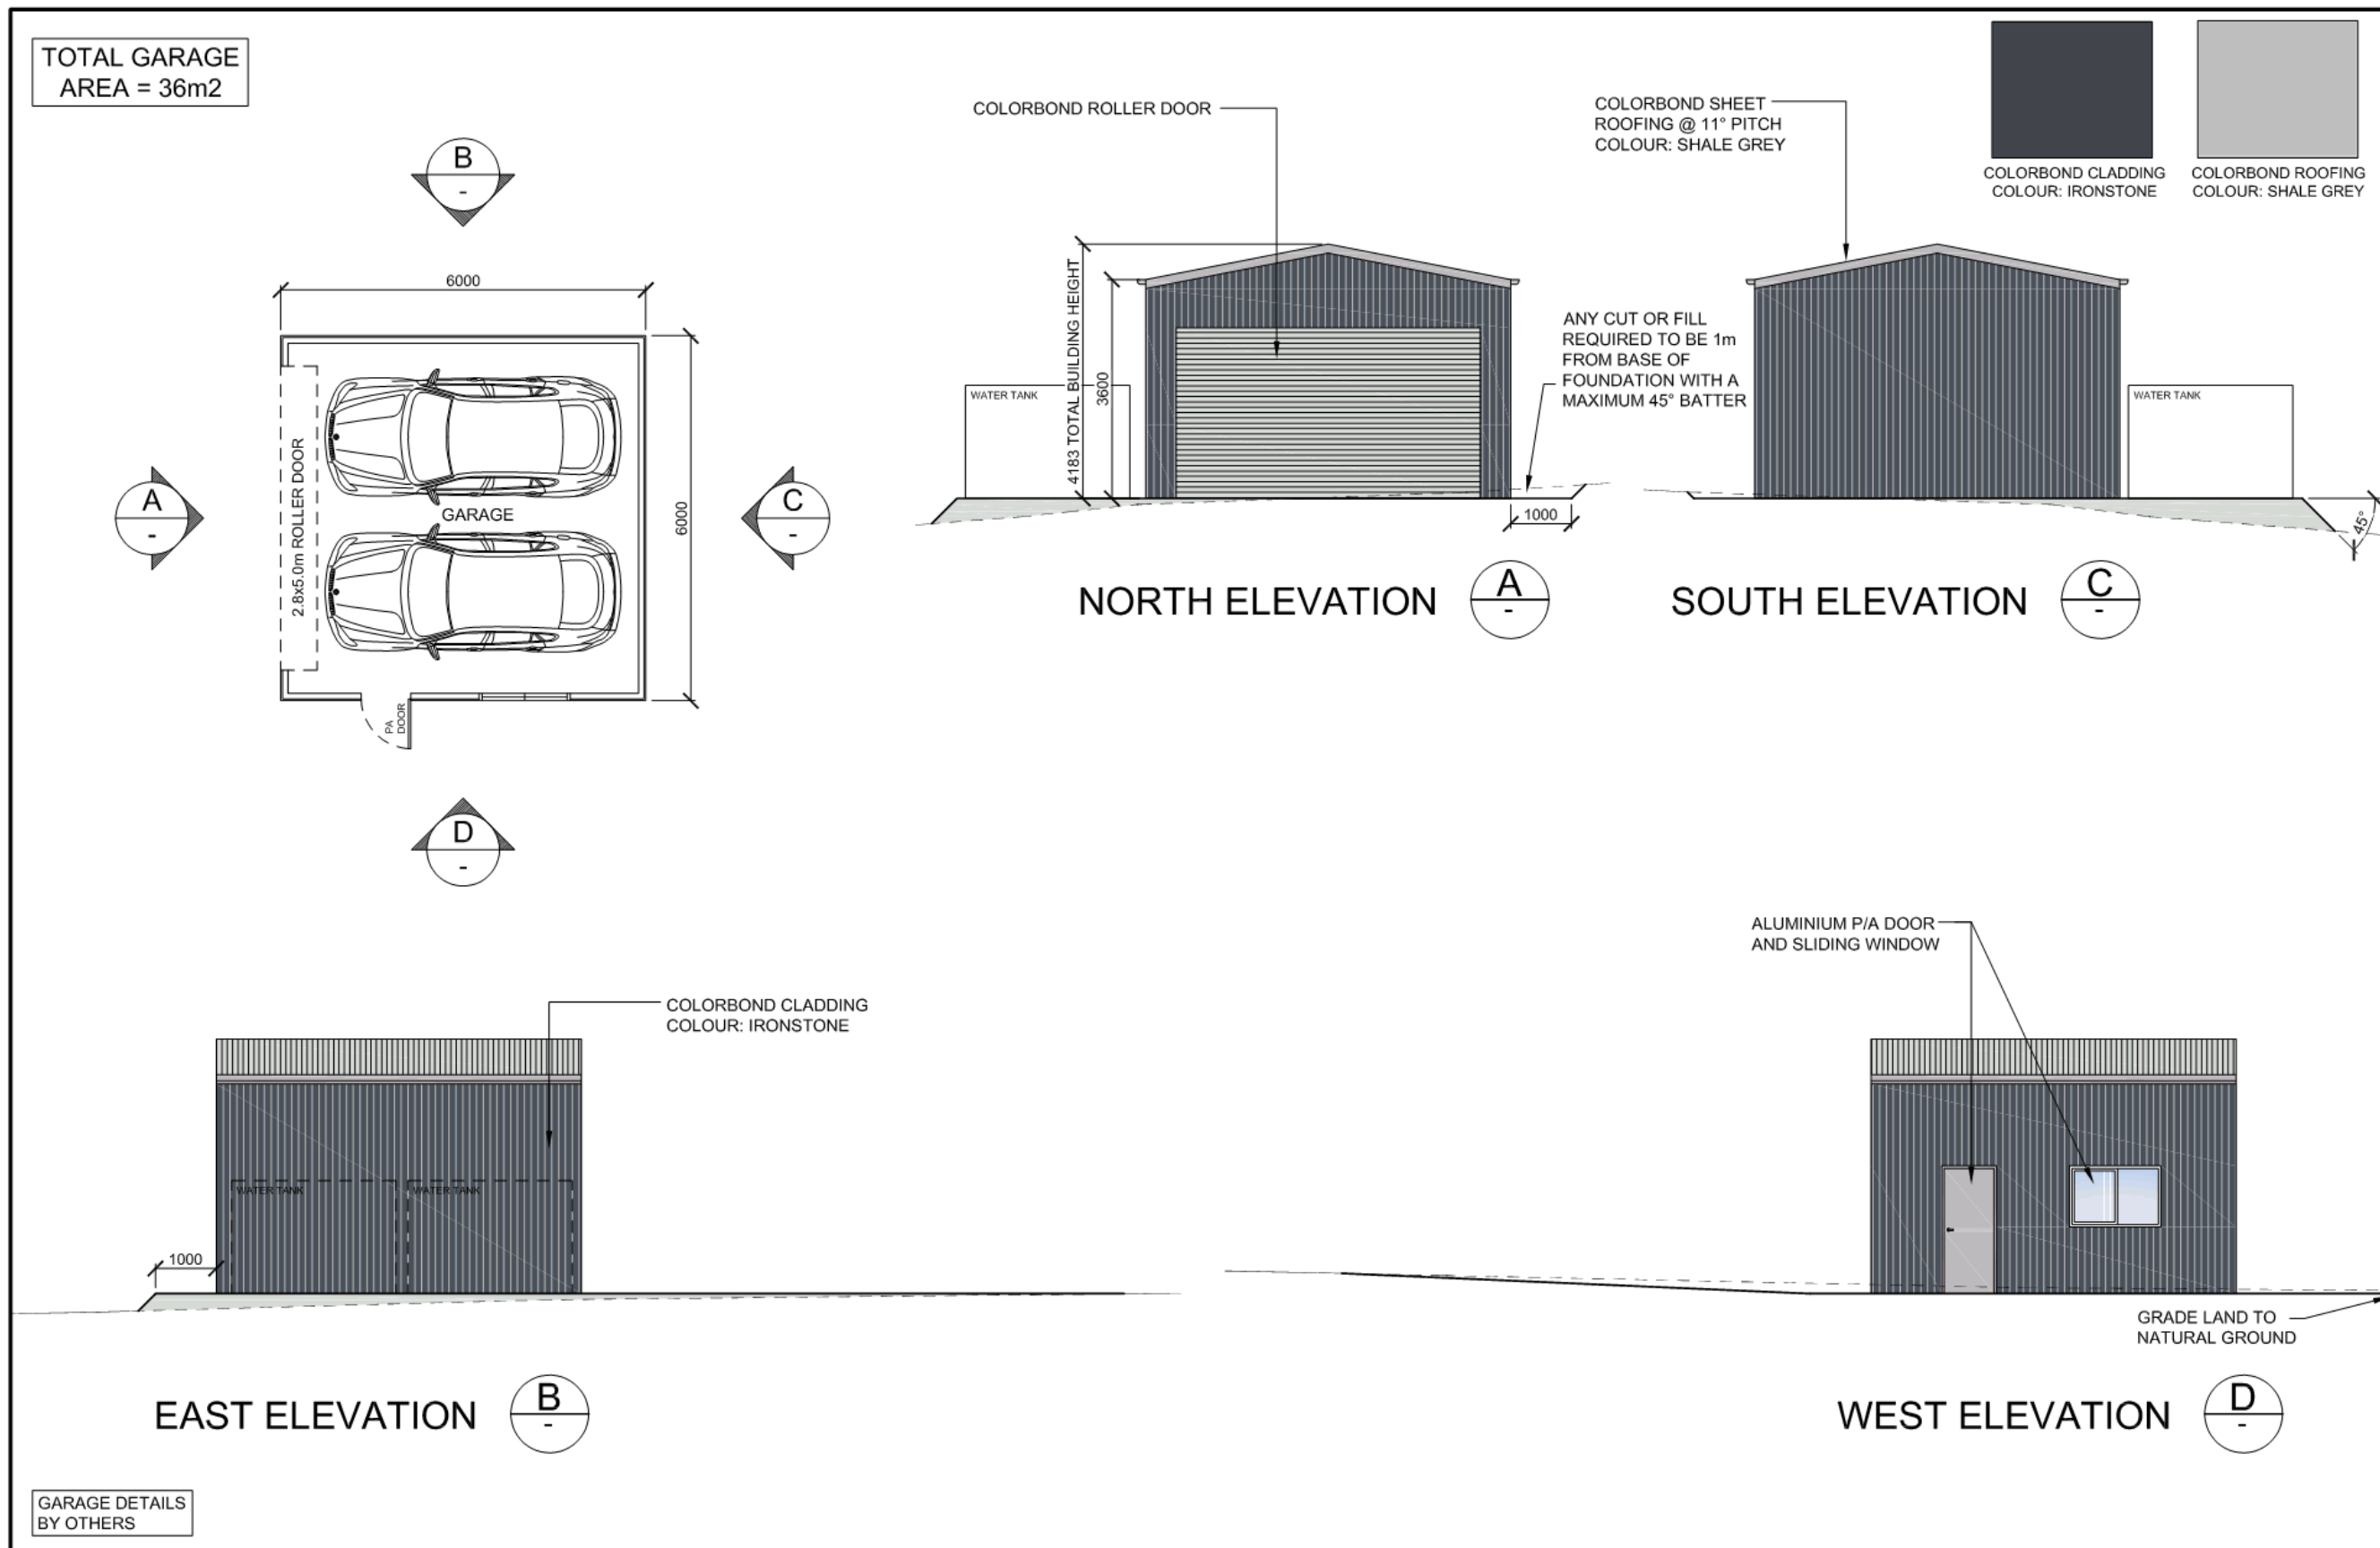 TOTAL GARAGE
AREA = 36m2
COLORBOND ROLLER DOOR
COLORBOND SHEET
ROOFING @ 11° PITCH
COLOUR: SHALE GREY
COLORBOND CLADDING
COLOUR: IRONSTONE
COLORBOND ROOFING
COLOUR: SHALE GREY
B
-
6000
A
-
2.8x5.0m ROLLER DOOR
GARAGE
6000
C
-
PA
DOOR
D
-
4183 TOTAL BUILDING HEIGHT
3600
WATER TANK
ANY CUT OR FILL
REQUIRED TO BE 1m
FROM BASE OF
FOUNDATION WITH A
MAXIMUM 45° BATTER
1000
WATER TANK
45°
NORTH ELEVATION
A
-
SOUTH ELEVATION
C
-
COLORBOND CLADDING
COLOUR: IRONSTONE
WATER TANK
WATER TANK
1000
EAST ELEVATION
B
-
ALUMINIUM P/A DOOR
AND SLIDING WINDOW
GRADE LAND TO
NATURAL GROUND
WEST ELEVATION
D
-
GARAGE DETAILS
BY OTHERS